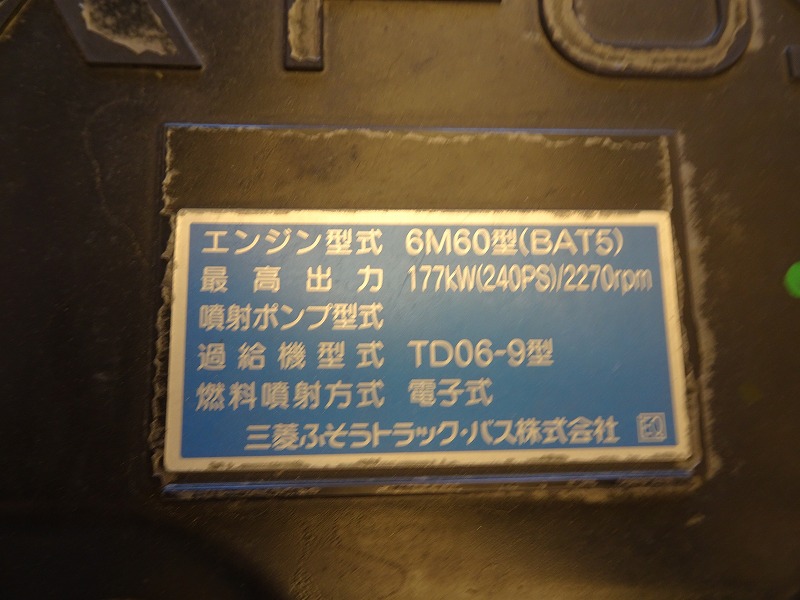 エンジン型式 6M60型(BAT5)
最高出力 177kW(240PS)/2270rpm
噴射ポンプ型式
過給機型式 TD06-9型
燃料噴射方式 電子式
三菱ふそうトラック・バス株式会社